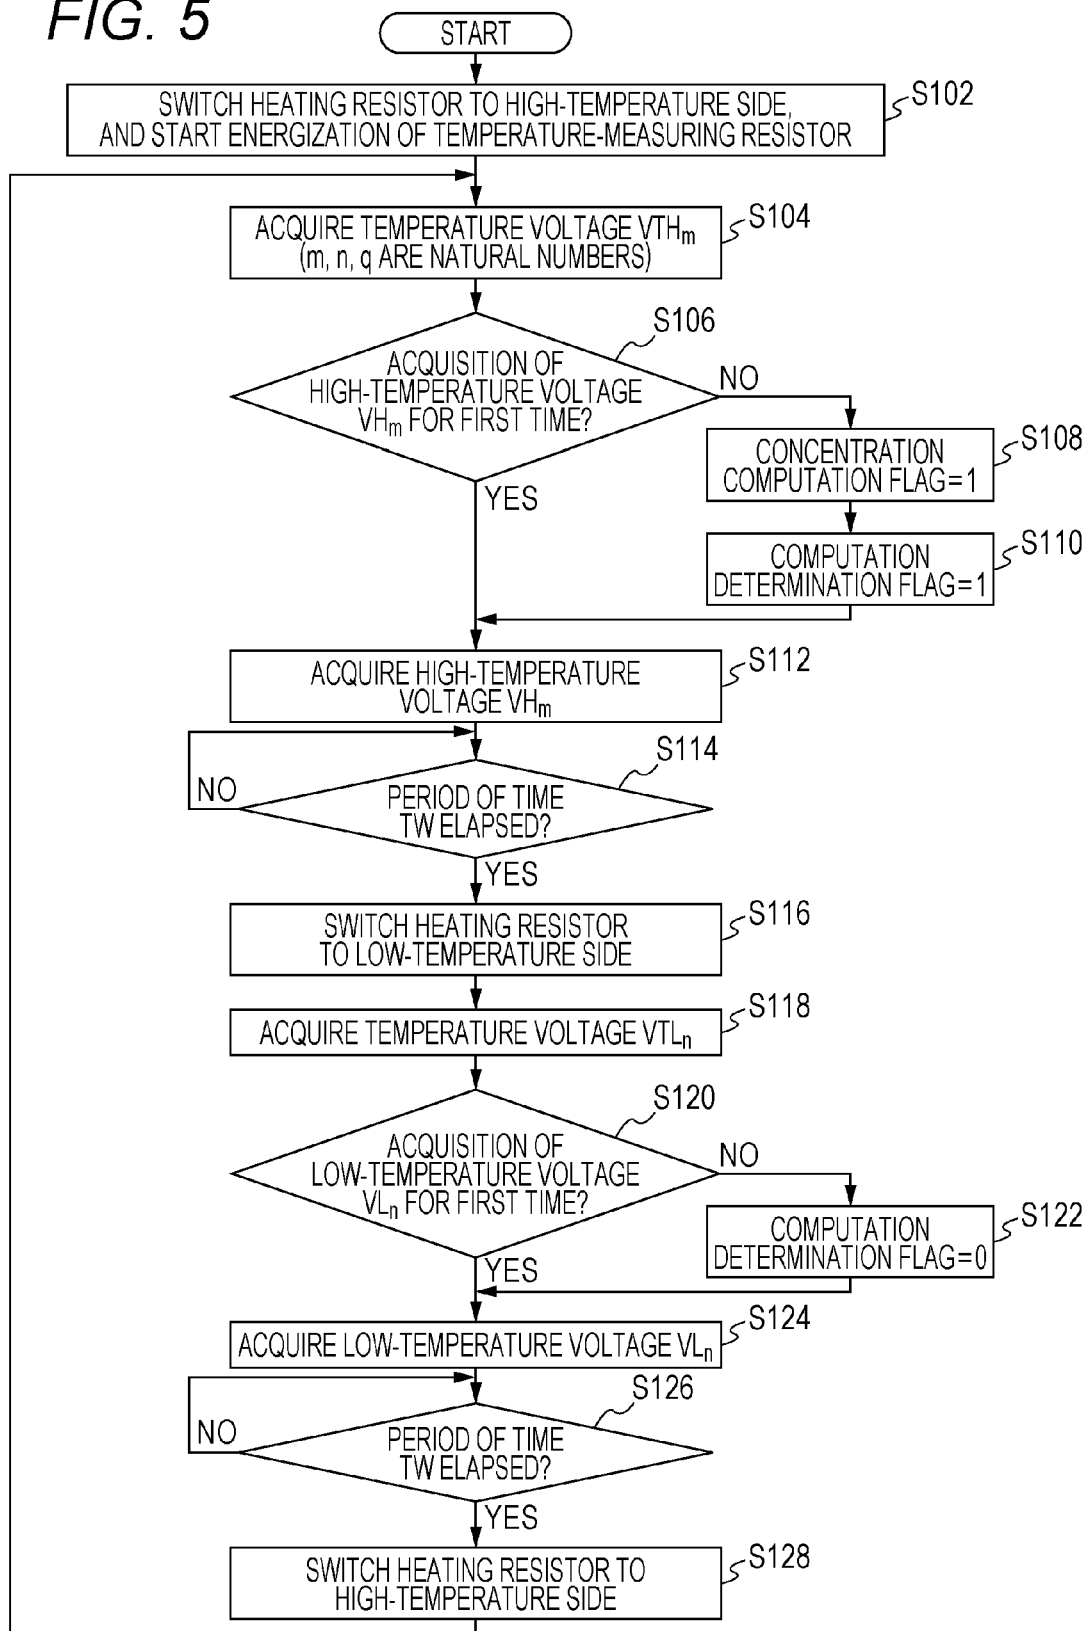 FIG. 5
START
SWITCH HEATING RESISTOR TO HIGH-TEMPERATURE SIDE,
AND START ENERGIZATION OF TEMPERATURE-MEASURING RESISTOR
S102
ACQUIRE TEMPERATURE VOLTAGE VTHm
(m, n, q ARE NATURAL NUMBERS)
S104
S106
ACQUISITION OF
HIGH-TEMPERATURE VOLTAGE
VHm FOR FIRST TIME?
NO
YES
CONCENTRATION
COMPUTATION FLAG=1
S108
COMPUTATION
DETERMINATION FLAG=1
S110
ACQUIRE HIGH-TEMPERATURE
VOLTAGE VHm
S112
S114
PERIOD OF TIME
TW ELAPSED?
NO
YES
SWITCH HEATING RESISTOR
TO LOW-TEMPERATURE SIDE
S116
ACQUIRE TEMPERATURE VOLTAGE VTLn
S118
S120
ACQUISITION OF
LOW-TEMPERATURE VOLTAGE
VLn FOR FIRST TIME?
NO
YES
COMPUTATION
DETERMINATION FLAG=0
S122
ACQUIRE LOW-TEMPERATURE VOLTAGE VLn
S124
S126
PERIOD OF TIME
TW ELAPSED?
NO
YES
SWITCH HEATING RESISTOR TO
HIGH-TEMPERATURE SIDE
S128